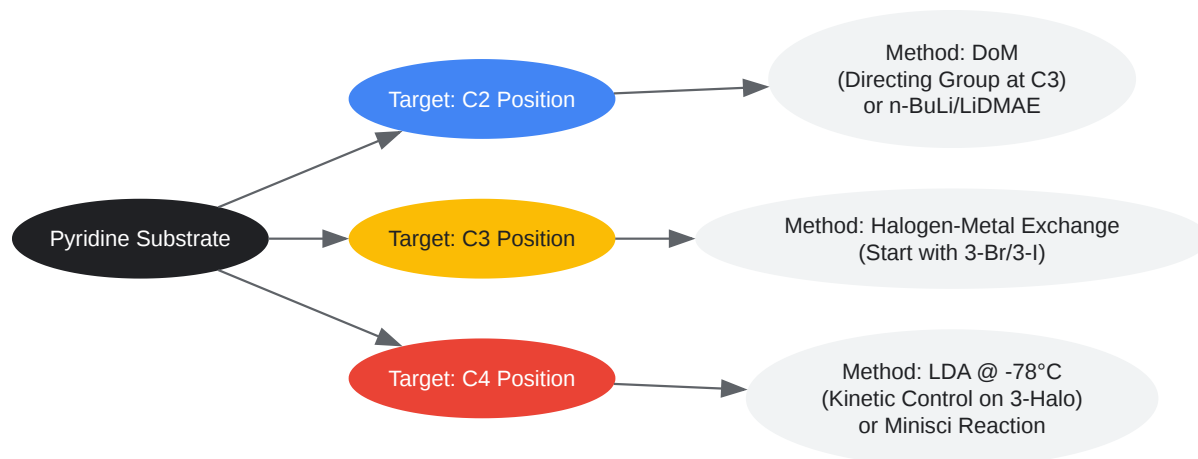 Pyridine Substrate
Target: C2 Position
Method: DoM
(Directing Group at C3)
or n-BuLi/LiDMAE
Target: C3 Position
Method: Halogen-Metal Exchange
(Start with 3-Br/3-I)
Target: C4 Position
Method: LDA @ -78°C
(Kinetic Control on 3-Halo)
or Minisci Reaction